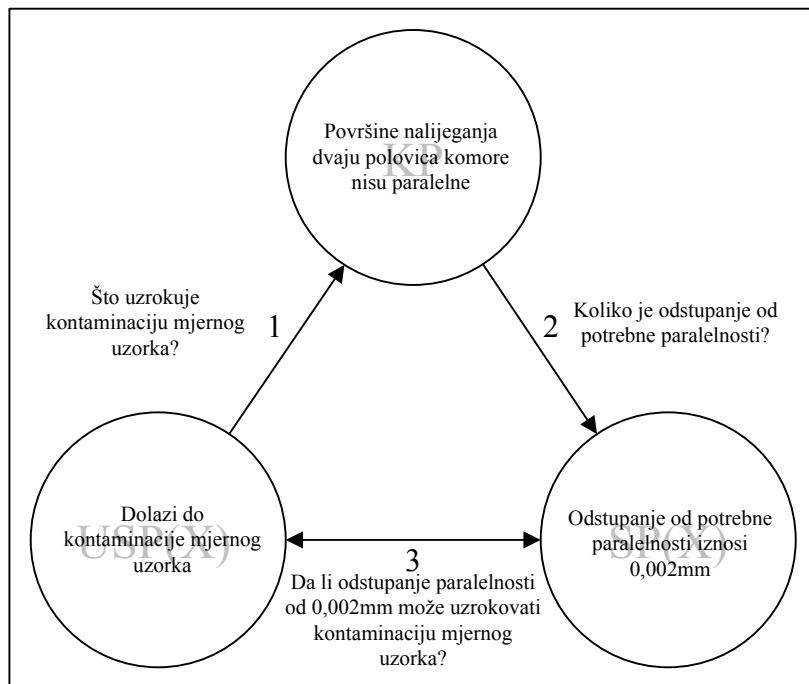 Površine nalijeganja
dvaju polovica komore
nisu paralelne
KP
Što uzrokuje
kontaminaciju mjernog
uzorka?
1
2
Koliko je odstupanje od
potrebne paralelnosti?
Dolazi do
kontaminacije mjernog
uzorka
USP(X)
3
Da li odstupanje paralelnosti
od 0,002mm može uzrokovati
kontaminaciju mjernog
uzorka?
Odstupanje od potrebne
paralelnosti iznosi
0,002mm
SP(X)